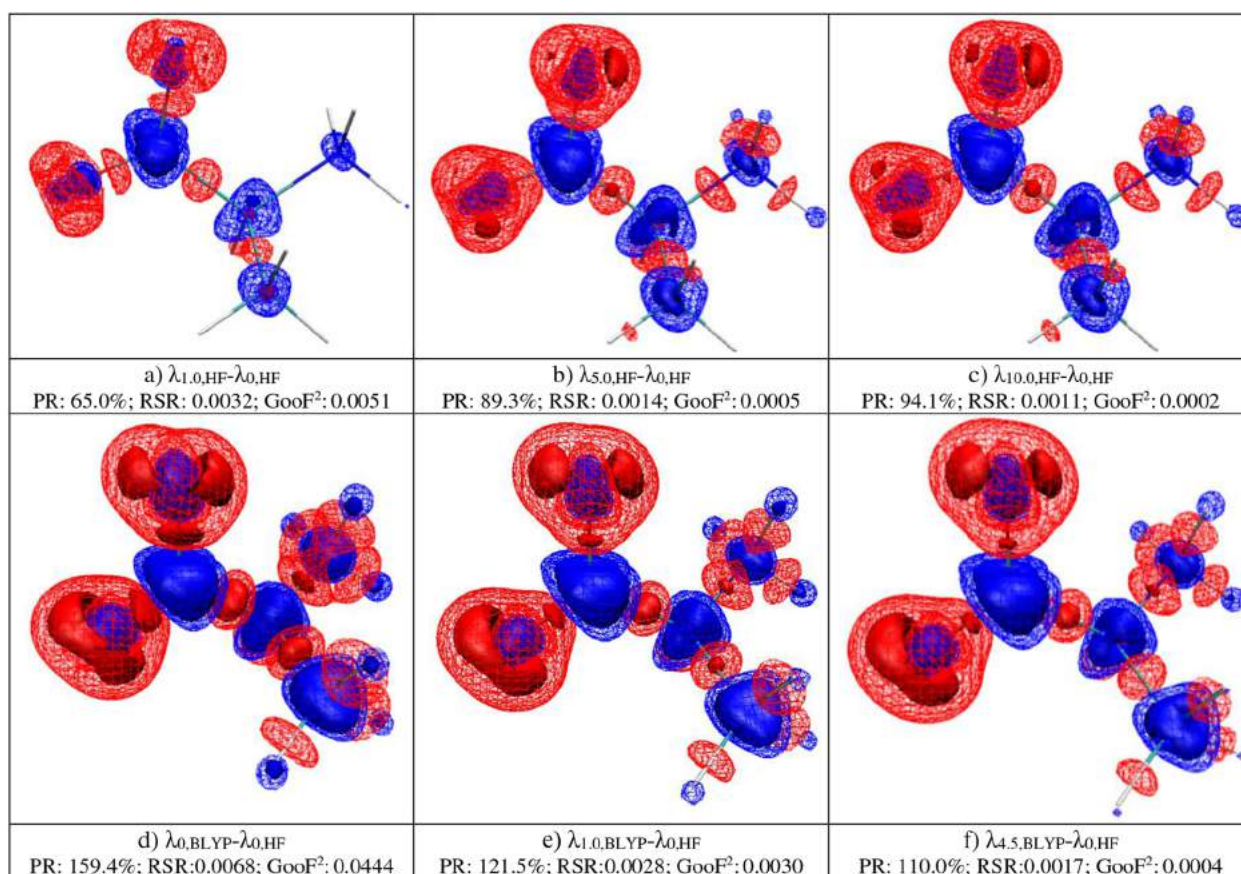 a) λ1.0,HF-λ0,HF
PR: 65.0%; RSR: 0.0032; GooF²: 0.0051
b) λ5.0,HF-λ0,HF
PR: 89.3%; RSR: 0.0014; GooF²: 0.0005
c) λ10.0,HF-λ0,HF
PR: 94.1%; RSR: 0.0011; GooF²: 0.0002
d) λ0,BLYP-λ0,HF
PR: 159.4%; RSR:0.0068; GooF²: 0.0444
e) λ1.0,BLYP-λ0,HF
PR: 121.5%; RSR:0.0028; GooF²: 0.0030
f) λ4.5,BLYP-λ0,HF
PR: 110.0%; RSR:0.0017; GooF²: 0.0004